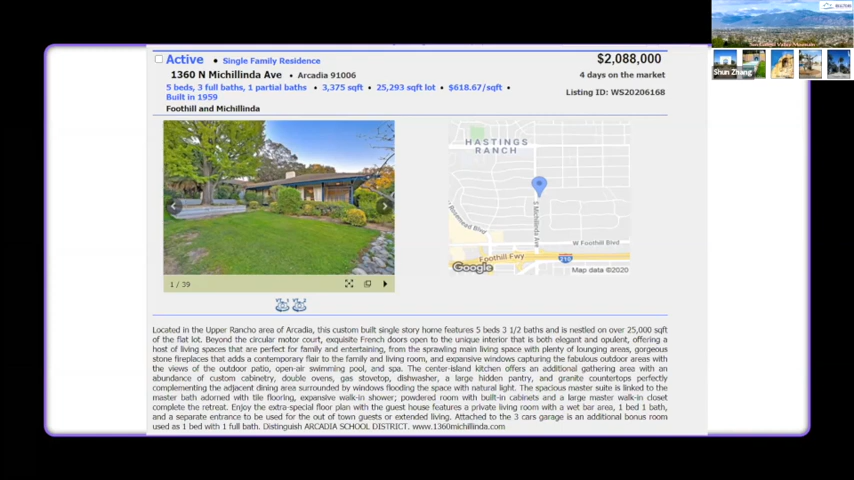 Active • Single Family Residence
$2,088,000
1360 N Michillinda Ave • Arcadia 91006
4 days on the market
5 beds, 3 full baths, 1 partial baths • 3,375 sqft • 25,293 sqft lot • $618.67/sqft •
Built in 1959
Listing ID: WS20206168
Foothill and Michillinda
HASTINGS
RANCH
S Michillinda Ave
W Foothill Blvd
Foothill Fwy
210
Google
Map data ©2020
1 / 39
Located in the Upper Rancho area of Arcadia, this custom built single story home features 5 beds 3 1/2 baths and is nestled on over 25,000 sqft
of the flat lot. Beyond the circular motor court, exquisite French doors open to the unique interior that is both elegant and opulent, offering a
host of living spaces that are perfect for family and entertaining, from the sprawling main living space with plenty of lounging areas, gorgeous
stone fireplaces that adds a contemporary flair to the family and living room, and expansive windows capturing the fabulous outdoor areas with
the views of the outdoor patio, open-air swimming pool, and spa. The center-island kitchen offers an additional gathering area with an
abundance of custom cabinetry, double ovens, gas stovetop, dishwasher, a large hidden pantry, and granite countertops perfectly
complementing the adjacent dining area surrounded by windows flooding the space with natural light. The spacious master suite is linked to the
master bath adorned with tile flooring, expansive walk-in shower; powdered room with built-in cabinets and a large master walk-in closet
complete the retreat. Enjoy the extra-special floor plan with the guest house features a private living room with a wet bar area, 1 bed 1 bath,
and a separate entrance to be used for the out of town guests or extended living. Attached to the 3 cars garage is an additional bonus room
used as 1 bed with 1 full bath. Distinguish ARCADIA SCHOOL DISTRICT. www.1360michillinda.com
Shun Zhang